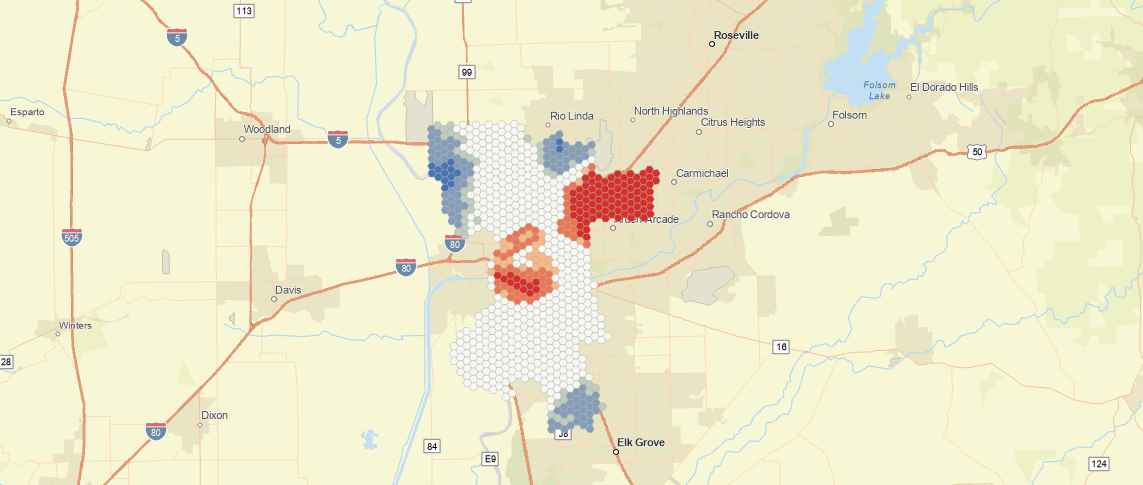 113
5
Roseville
99
Folsom
Lake
El Dorado Hills
Esparto
Rio Linda
North Highlands
Woodland
5
Citrus Heights
Folsom
50
Carmichael
Arden Arcade
Rancho Cordova
505
80
80
Davis
Winters
28
16
Dixon
80
84
E9
J8
Elk Grove
124